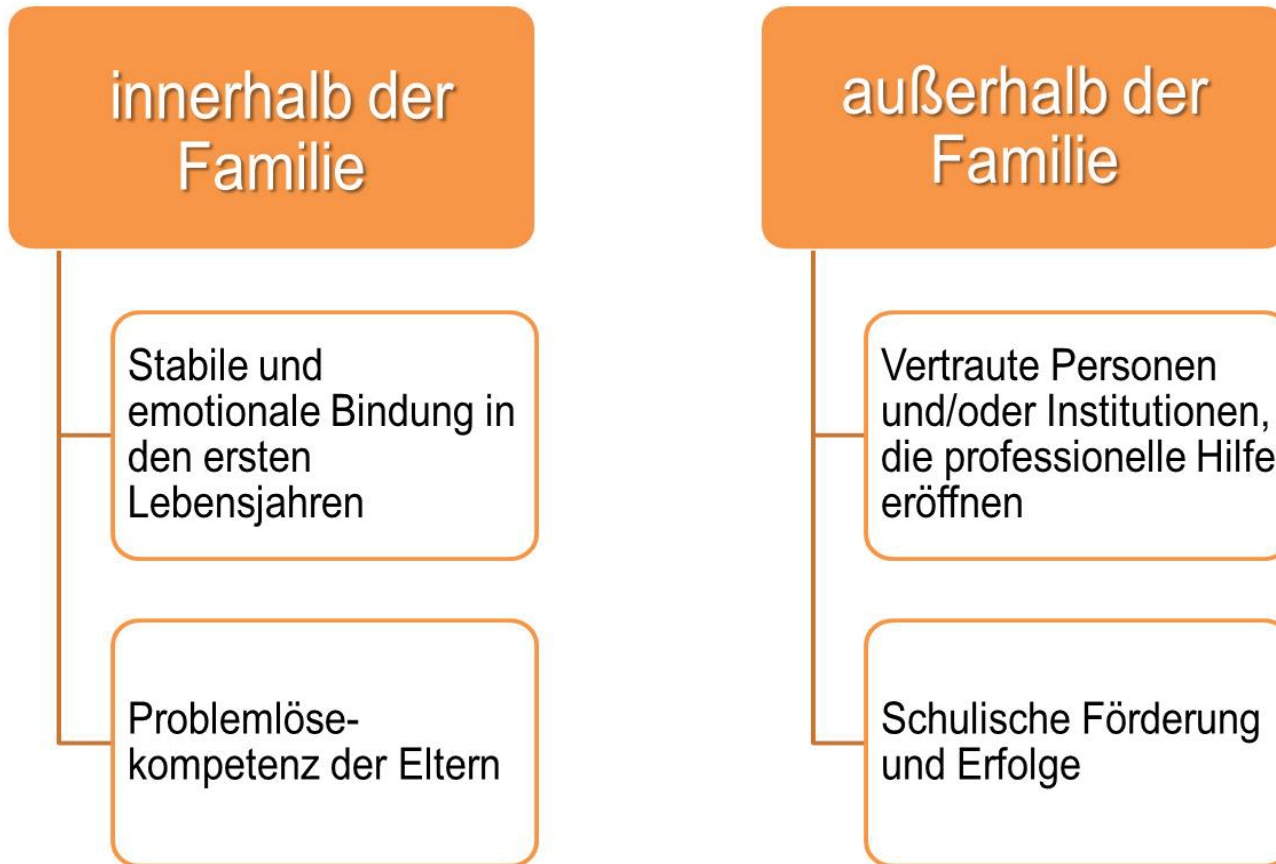 innerhalb der
Familie
Stabile und
emotionale Bindung in
den ersten
Lebensjahren
Problemlöse-
kompetenz der Eltern
außerhalb der
Familie
Vertraute Personen
und/oder Institutionen,
die professionelle Hilfe
eröffnen
Schulische Förderung
und Erfolge